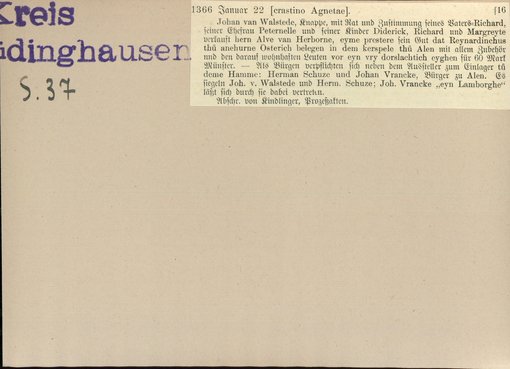 Kreis
üdinghausen
S. 37
1366 Januar 22 [crastino Agnetae]. [16
Johan van Walstede, Knappe, mit Rat und Zustimmung seines Vaters Richard,
seiner Ehefrau Peternelle und seiner Kinder Diderick, Richard und Margreyte
verkauft hern Alve van Herborne, eyme prestere sein Gut dat Reynardinchus
thů anehurne Osterich belegen in dem kerspele thů Alen mit allem Zubehör
und den darauf wohnhaften Leuten vor eyn vry dorslachtich eyghen für 60 Mark
Münster. — Als Bürgen verpflichten sich neben dem Aussteller zum Einlager tů
deme Hamme: Herman Schuze und Johan Vrancke, Bürger zu Alen. Es
siegeln Joh. v. Walstede und Herm. Schuze; Joh. Vrancke „eyn Lamborghe“
läßt sich durch sie dabei vertreten.
Abschr. von Kindlinger, Prozeßakten.